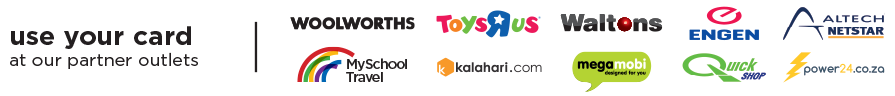 use your card
at our partner outlets
WOOLWORTHS
ToysRUs
Waltons
ENGEN
ALTECH
NETSTAR
MySchool
Travel
kalahari.com
megamobi
designed for you
Quick
SHOP
power24.co.za